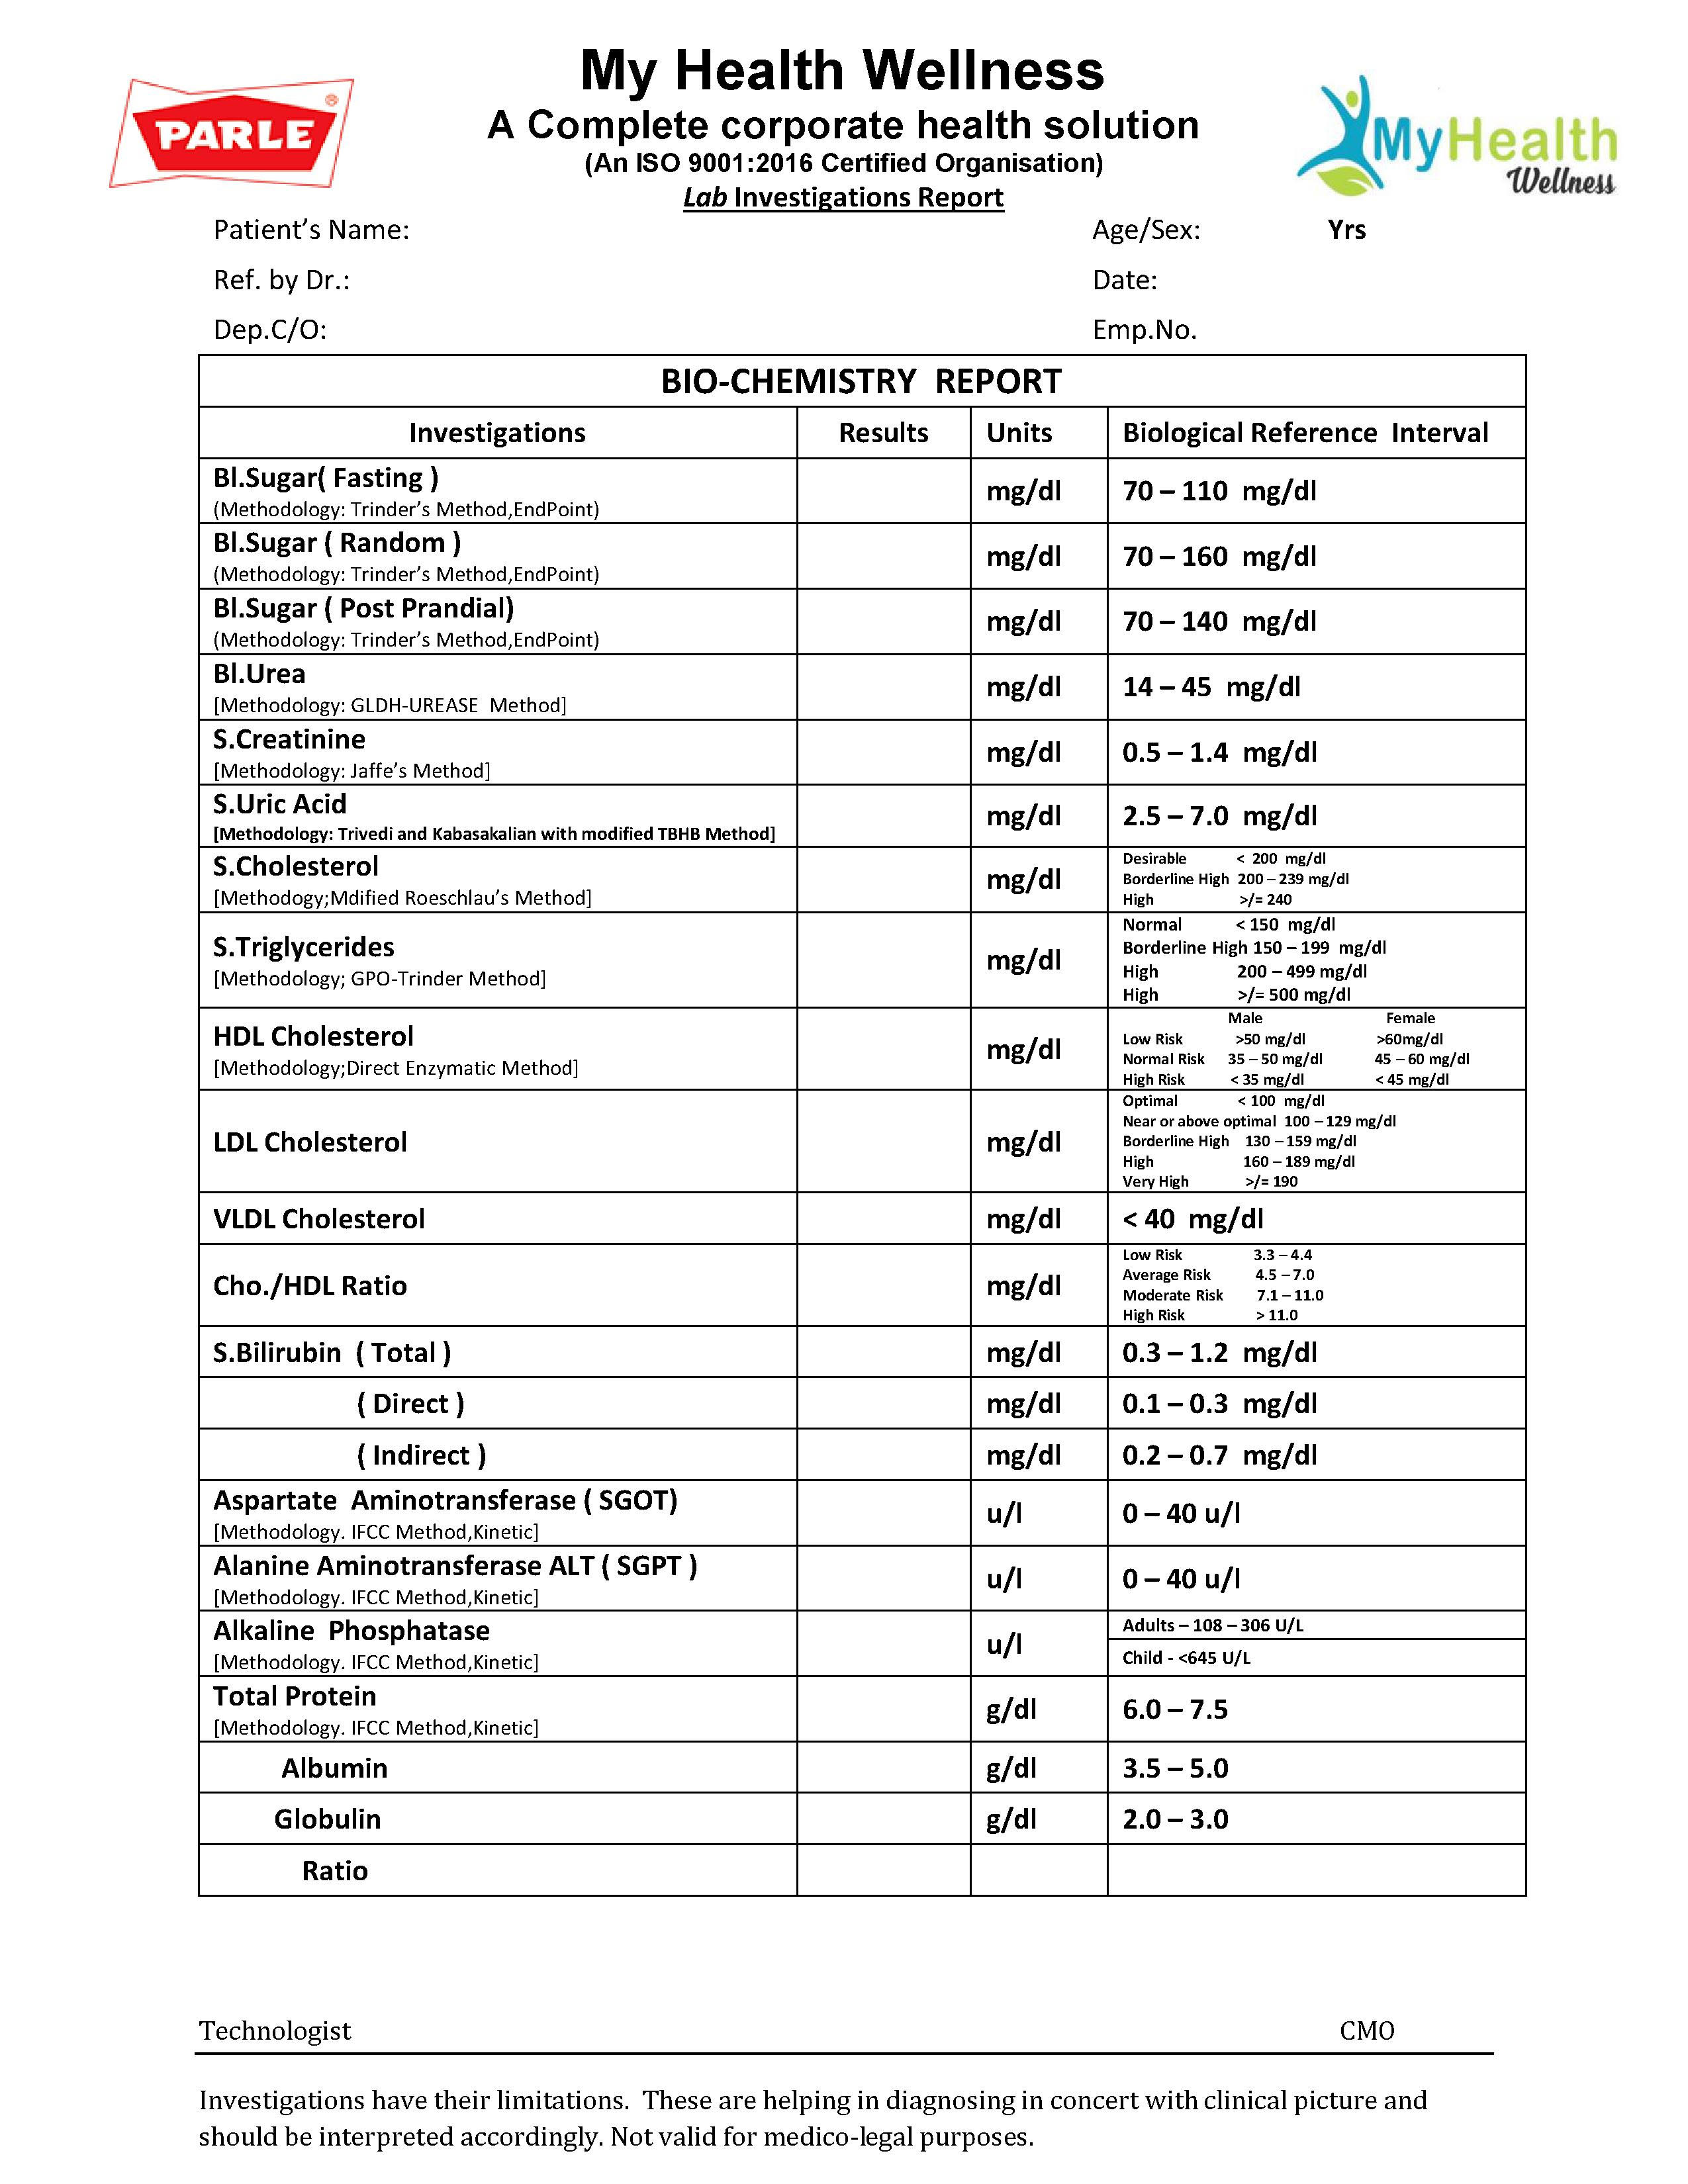 PARLE ®
My Health Wellness
A Complete corporate health solution
(An ISO 9001:2016 Certified Organisation)
Lab Investigations Report
MyHealth
Wellness
Patient's Name: Age/Sex: Yrs
Ref. by Dr.: Date:
Dep.C/O: Emp.No.
BIO-CHEMISTRY REPORT
Investigations Results Units Biological Reference Interval
Bl.Sugar( Fasting )
(Methodology: Trinder's Method,EndPoint)
mg/dl 70 – 110 mg/dl
Bl.Sugar ( Random )
(Methodology: Trinder's Method,EndPoint)
mg/dl 70 – 160 mg/dl
Bl.Sugar ( Post Prandial)
(Methodology: Trinder's Method,EndPoint)
mg/dl 70 – 140 mg/dl
Bl.Urea
[Methodology: GLDH-UREASE Method]
mg/dl 14 – 45 mg/dl
S.Creatinine
[Methodology: Jaffe's Method]
mg/dl 0.5 – 1.4 mg/dl
S.Uric Acid
[Methodology: Trivedi and Kabasakalian with modified TBHB Method]
mg/dl 2.5 – 7.0 mg/dl
S.Cholesterol
[Methodogy;Mdified Roeschlau's Method]
mg/dl
Desirable < 200 mg/dl
Borderline High 200 – 239 mg/dl
High >/= 240
S.Triglycerides
[Methodology; GPO-Trinder Method]
mg/dl
Normal < 150 mg/dl
Borderline High 150 – 199 mg/dl
High 200 – 499 mg/dl
High >/= 500 mg/dl
HDL Cholesterol
[Methodology;Direct Enzymatic Method]
mg/dl
Male Female
Low Risk >50 mg/dl >60mg/dl
Normal Risk 35 – 50 mg/dl 45 – 60 mg/dl
High Risk < 35 mg/dl < 45 mg/dl
LDL Cholesterol
mg/dl
Optimal < 100 mg/dl
Near or above optimal 100 – 129 mg/dl
Borderline High 130 – 159 mg/dl
High 160 – 189 mg/dl
Very High >/= 190
VLDL Cholesterol mg/dl < 40 mg/dl
Cho./HDL Ratio
mg/dl
Low Risk 3.3 – 4.4
Average Risk 4.5 – 7.0
Moderate Risk 7.1 – 11.0
High Risk > 11.0
S.Bilirubin ( Total ) mg/dl 0.3 – 1.2 mg/dl
( Direct ) mg/dl 0.1 – 0.3 mg/dl
( Indirect ) mg/dl 0.2 – 0.7 mg/dl
Aspartate Aminotransferase ( SGOT)
[Methodology. IFCC Method,Kinetic]
u/l 0 – 40 u/l
Alanine Aminotransferase ALT ( SGPT )
[Methodology. IFCC Method,Kinetic]
u/l 0 – 40 u/l
Alkaline Phosphatase
[Methodology. IFCC Method,Kinetic]
u/l
Adults – 108 – 306 U/L
Child - <645 U/L
Total Protein
[Methodology. IFCC Method,Kinetic]
g/dl 6.0 – 7.5
Albumin g/dl 3.5 – 5.0
Globulin g/dl 2.0 – 3.0
Ratio
Technologist CMO
Investigations have their limitations. These are helping in diagnosing in concert with clinical picture and
should be interpreted accordingly. Not valid for medico-legal purposes.